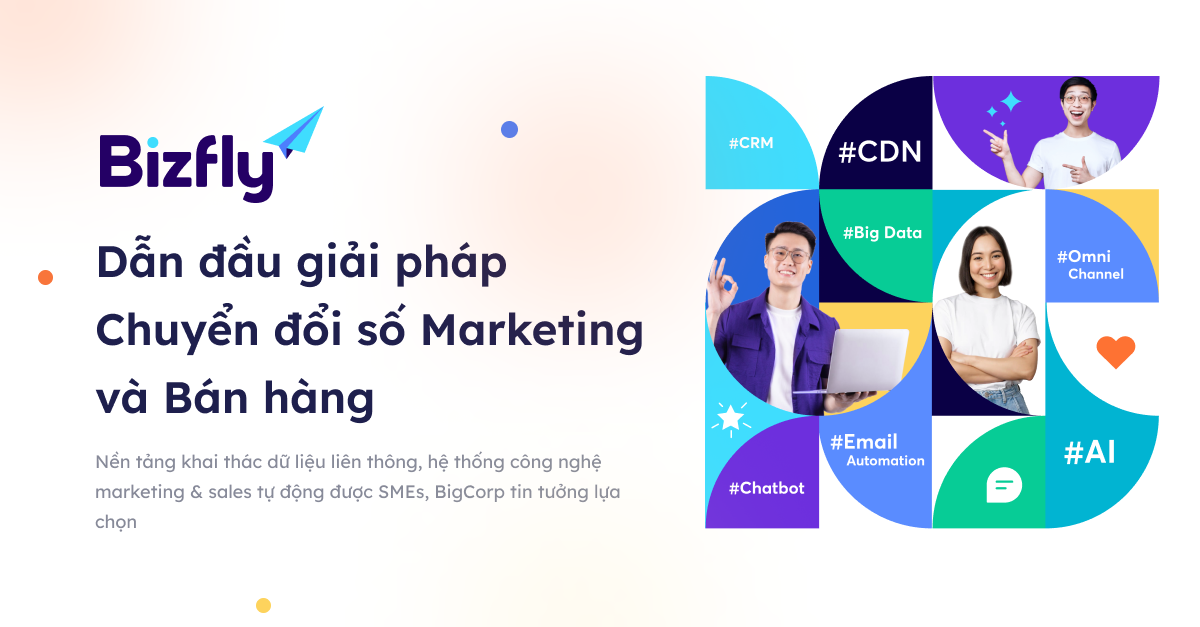 Bizfly
Dẫn đầu giải pháp
Chuyển đổi số Marketing
và Bán hàng
Nền tảng khai thác dữ liệu liên thông, hệ thống công nghệ
marketing & sales tự động được SMEs, BigCorp tin tưởng lựa
chọn
#CRM
#CDN
#Big Data
#Omni
Channel
#Email
Automation
#Chatbot
#AI